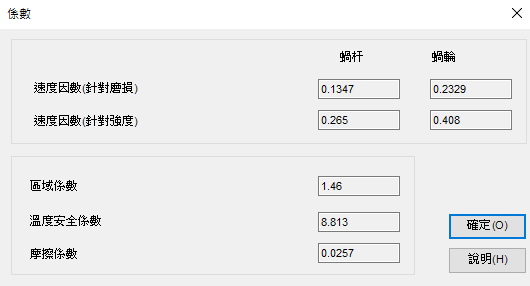 係數
蝸杆 蝸輪
速度因數(針對磨損) 0.1347 0.2329
速度因數(針對強度) 0.265 0.408
區域係數 1.46
溫度安全係數 8.813
摩擦係數 0.0257
確定(O)
說明(H)